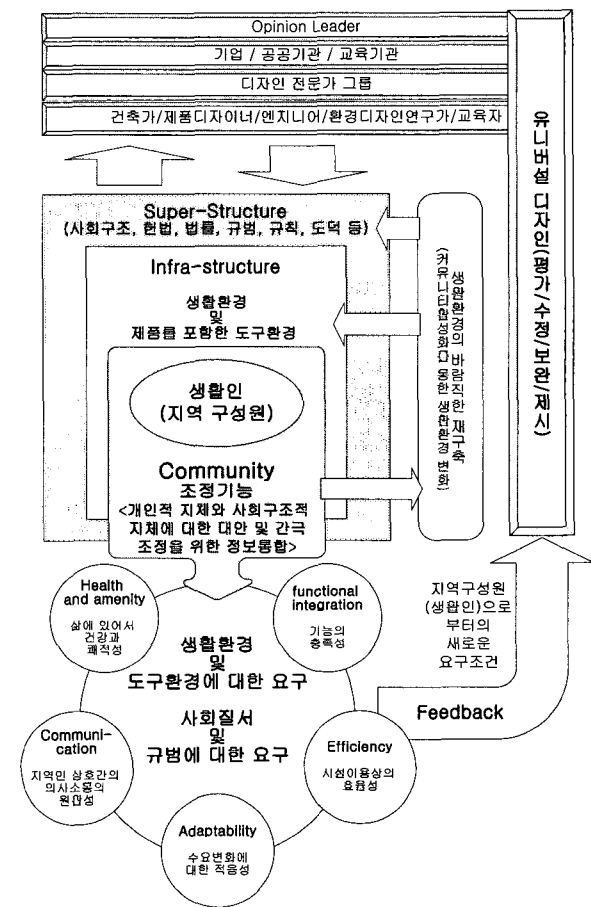 Opinion Leader
기업 / 공공기관 / 교육기관
디자인 전문가 그룹
건축가/제품디자이너/엔지니어/환경디자인연구가/교육자
유니버설 디자인(평가/수정/보완/제시)
Super-Structure
(사회구조, 헌법, 법률, 규범, 규칙, 도덕 등)
Infra-structure
생활환경
및
제품를 포함한 도구환경
생활인
(지역 구성원)
Community
조정기능
<개인적 지체와 사회구조적
지체에 대한 대안 및 간극
조정을 위한 정보통합>
생활환경의 바람직한 재구축
(커뮤니티활성화를 통한 생활환경 변화)
Health
and amenity
삶에 있어서
건강과
쾌적성
functional
integration
기능의
충족성
생활환경
및
도구환경에 대한 요구
사회질서
및
규범에 대한 요구
Communi-
cation
지역민 상호간의
의사소통의
원활성
Efficiency
시설이용상의
효율성
Adaptability
수요변화에
대한 적응성
지역구성원
(생활인)으로
부터의
새로운
요구조건
Feedback